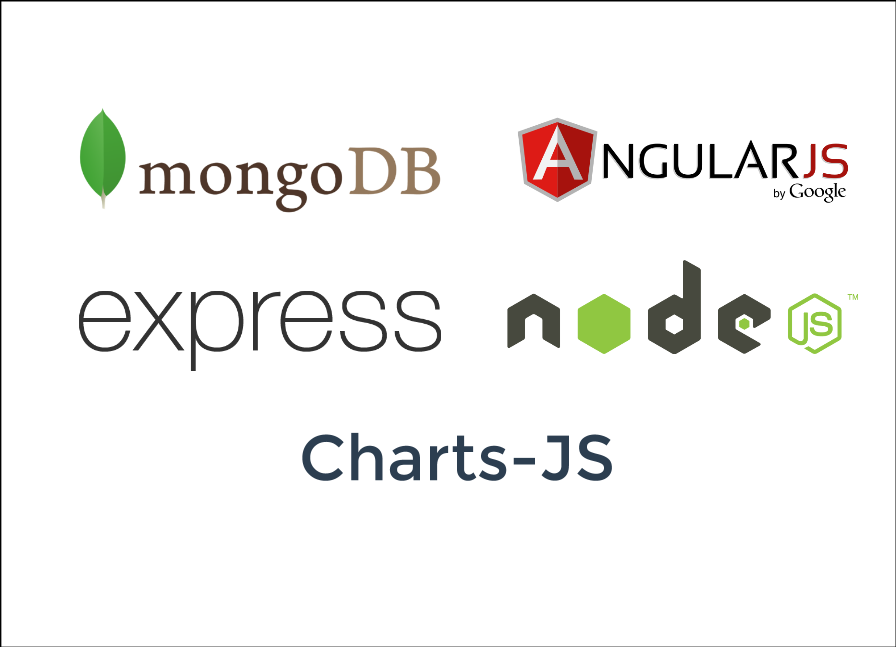 mongoDB
ANGULARJS
by Google
express
node JS ™
Charts-JS